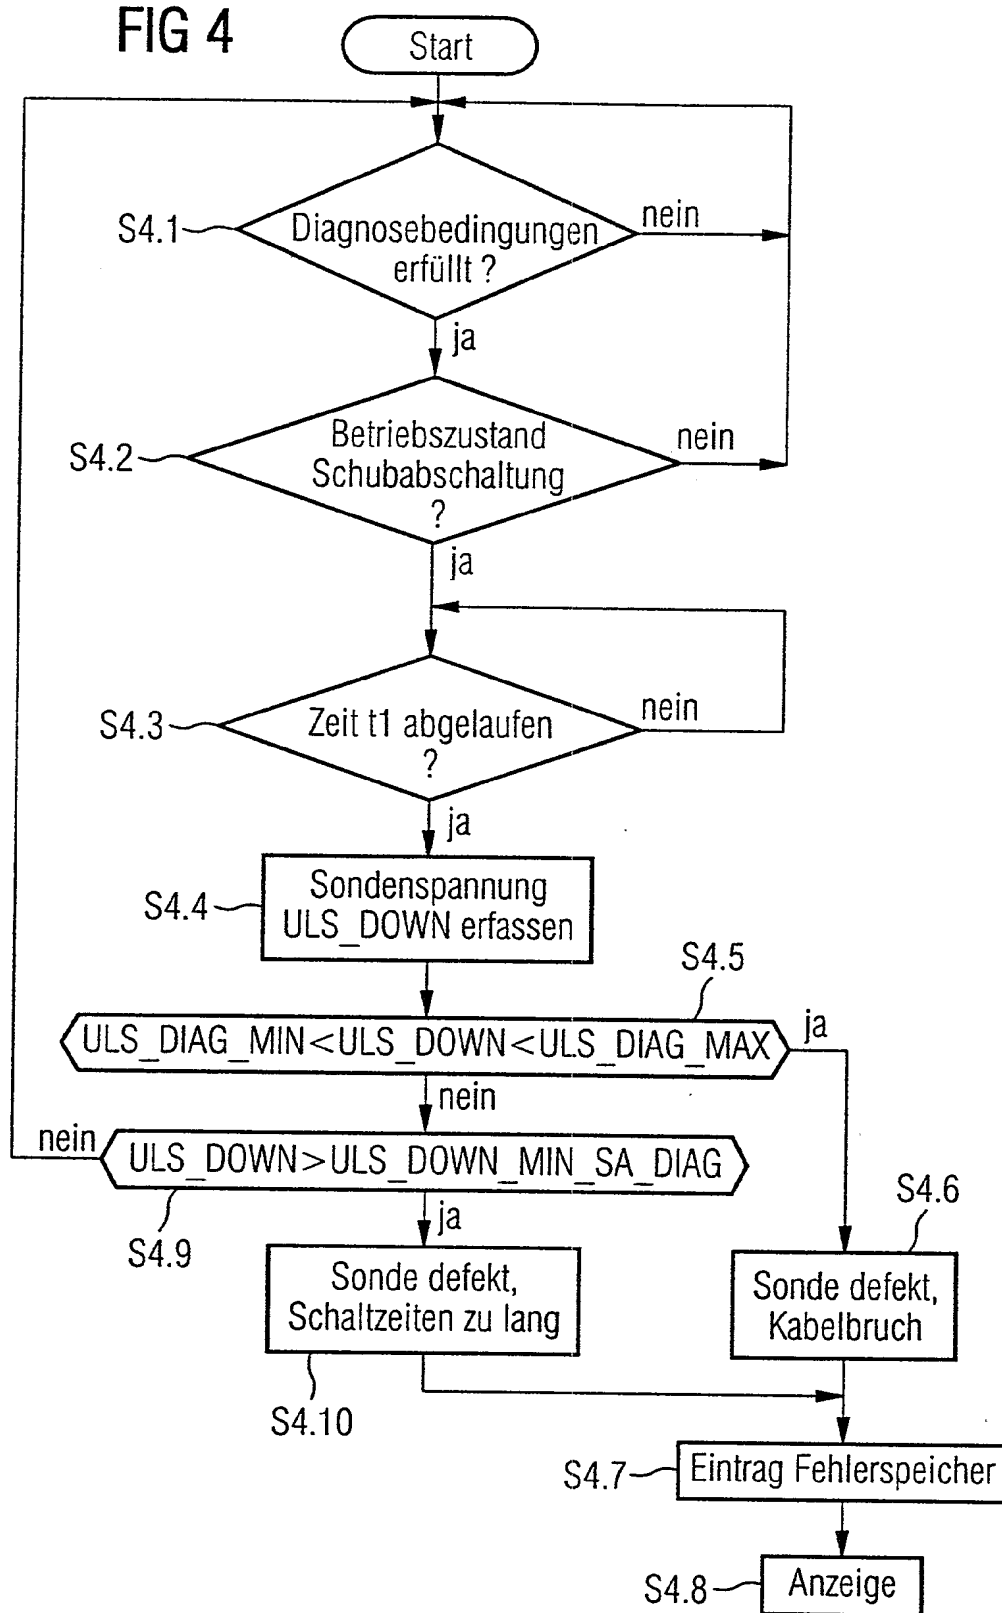 FIG 4
Start
S4.1
Diagnosebedingungen
erfüllt ?
nein
ja
S4.2
Betriebszustand
Schubabschaltung
?
nein
ja
S4.3
Zeit t1 abgelaufen
?
nein
ja
S4.4
Sondenspannung
ULS_DOWN erfassen
S4.5
ULS_DIAG_MIN<ULS_DOWN<ULS_DIAG_MAX
ja
nein
nein
ULS_DOWN>ULS_DOWN_MIN_SA_DIAG
S4.9
ja
S4.6
Sonde defekt,
Schaltzeiten zu lang
Sonde defekt,
Kabelbruch
S4.10
S4.7
Eintrag Fehlerspeicher
S4.8
Anzeige